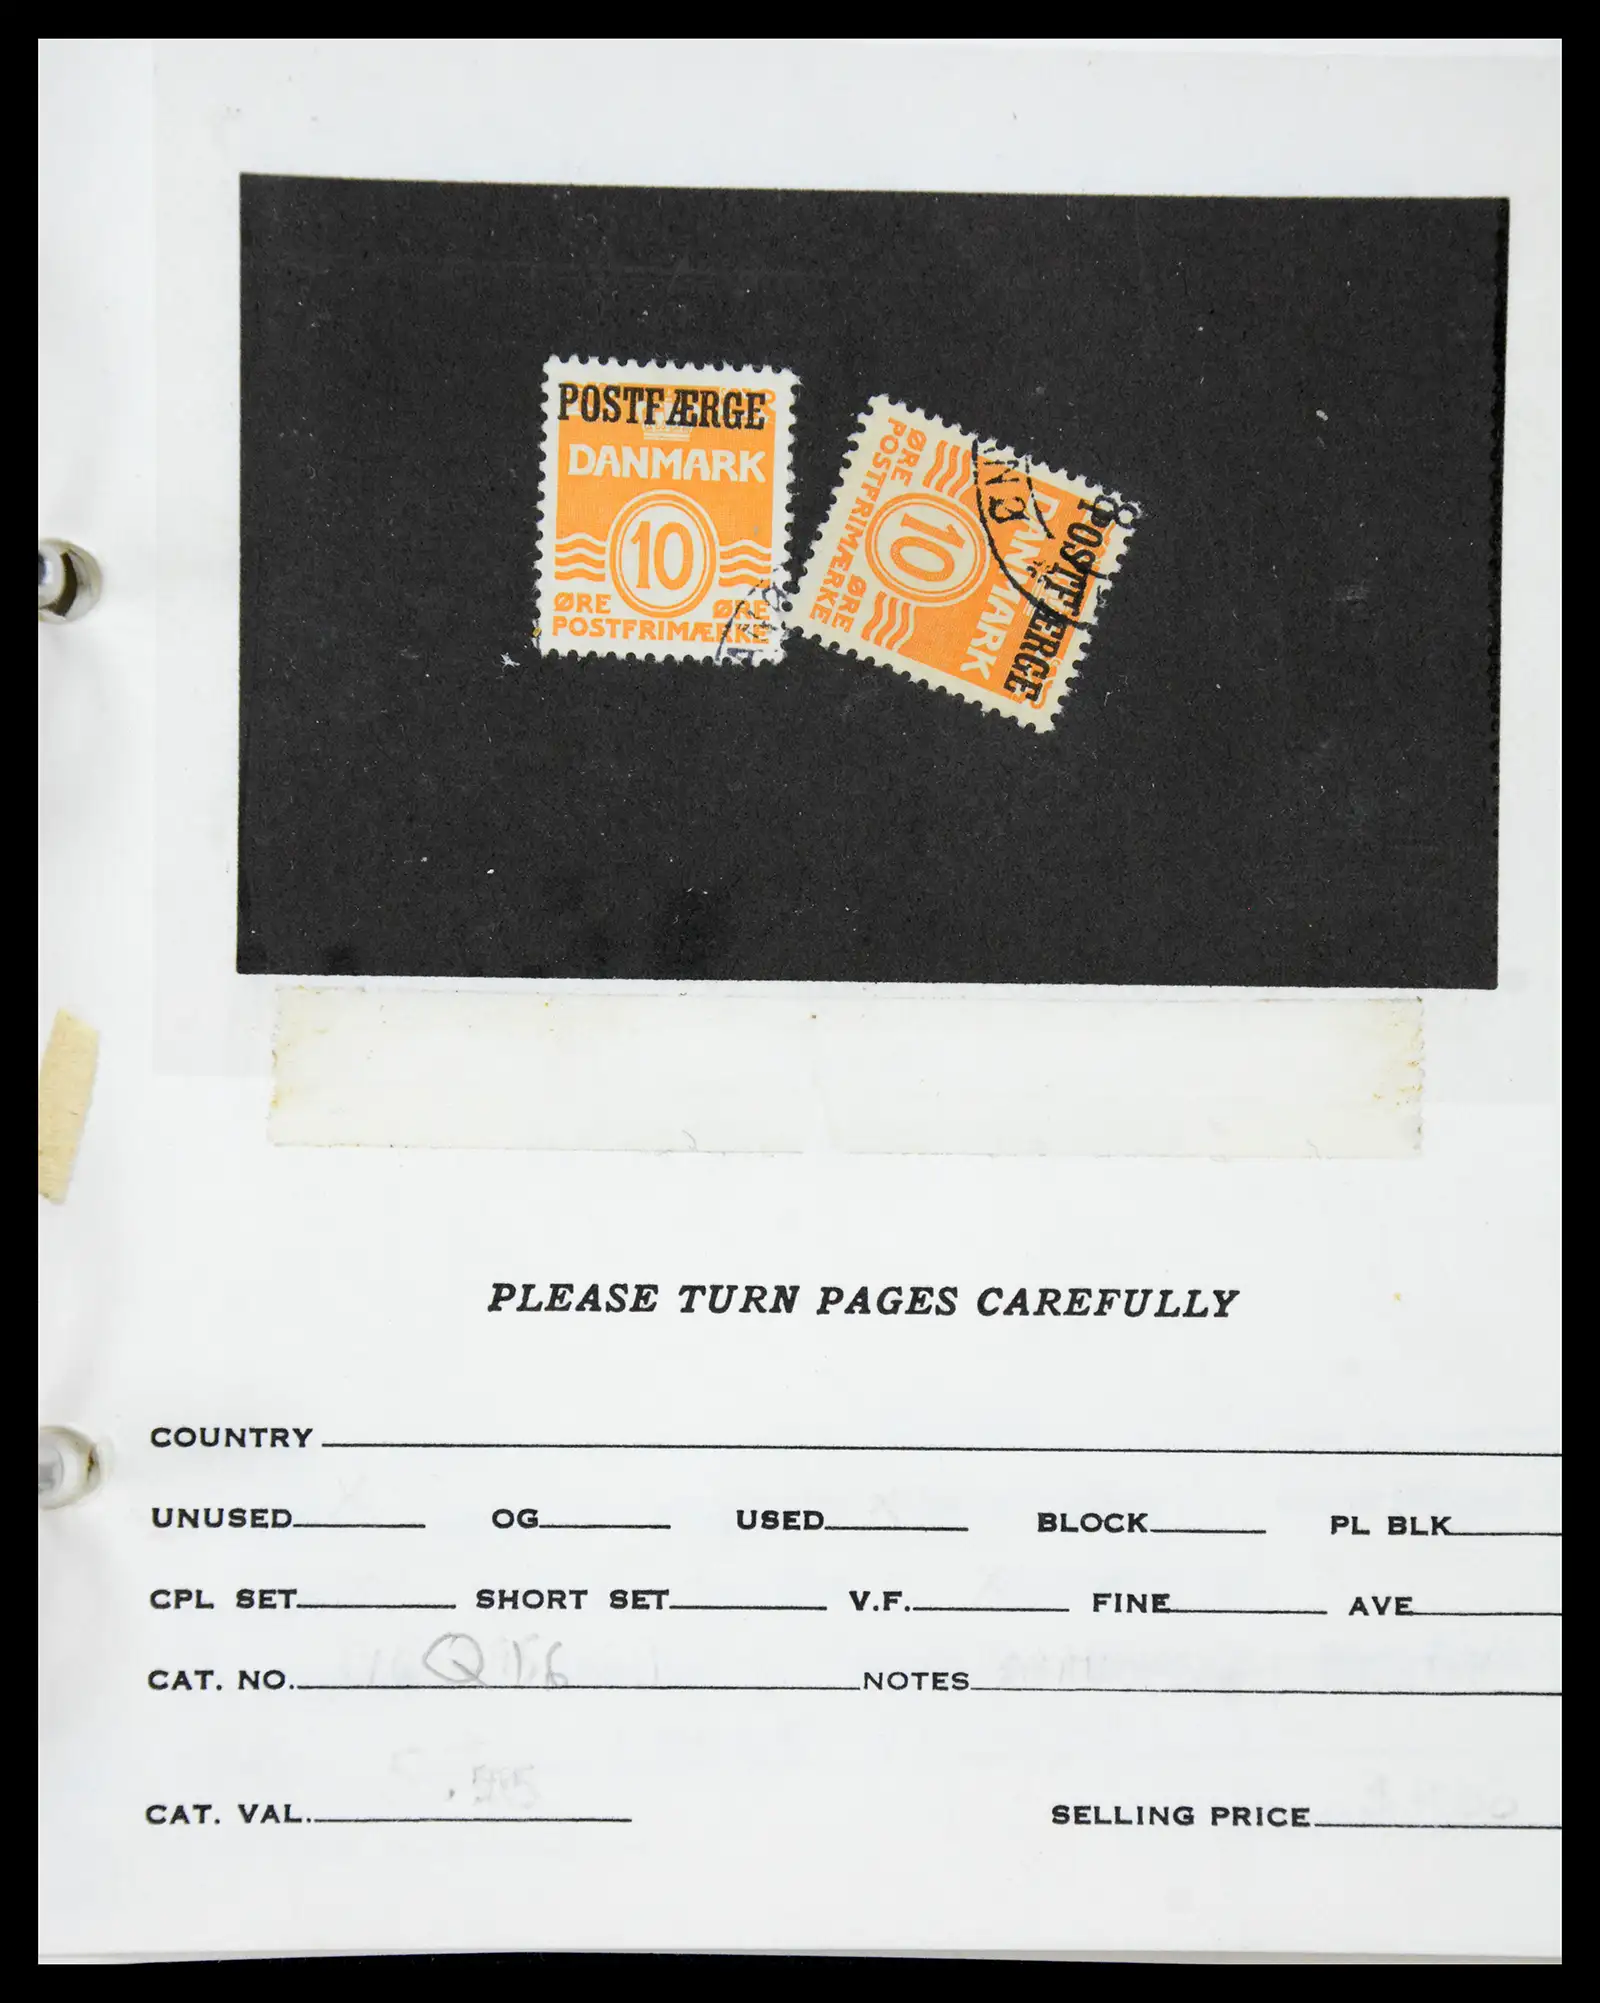 POSTFÆRGE
DANMARK
10
ØRE ØRE
POSTFRIMÆRKE
POSTFÆRGE
DANMARK
10
ØRE ØRE
POSTFRIMÆRKE
PLEASE TURN PAGES CAREFULLY
COUNTRY
UNUSED OG USED BLOCK PL BLK
CPL SET SHORT SET V.F. FINE AVE
CAT. NO. NOTES
CAT. VAL. SELLING PRICE